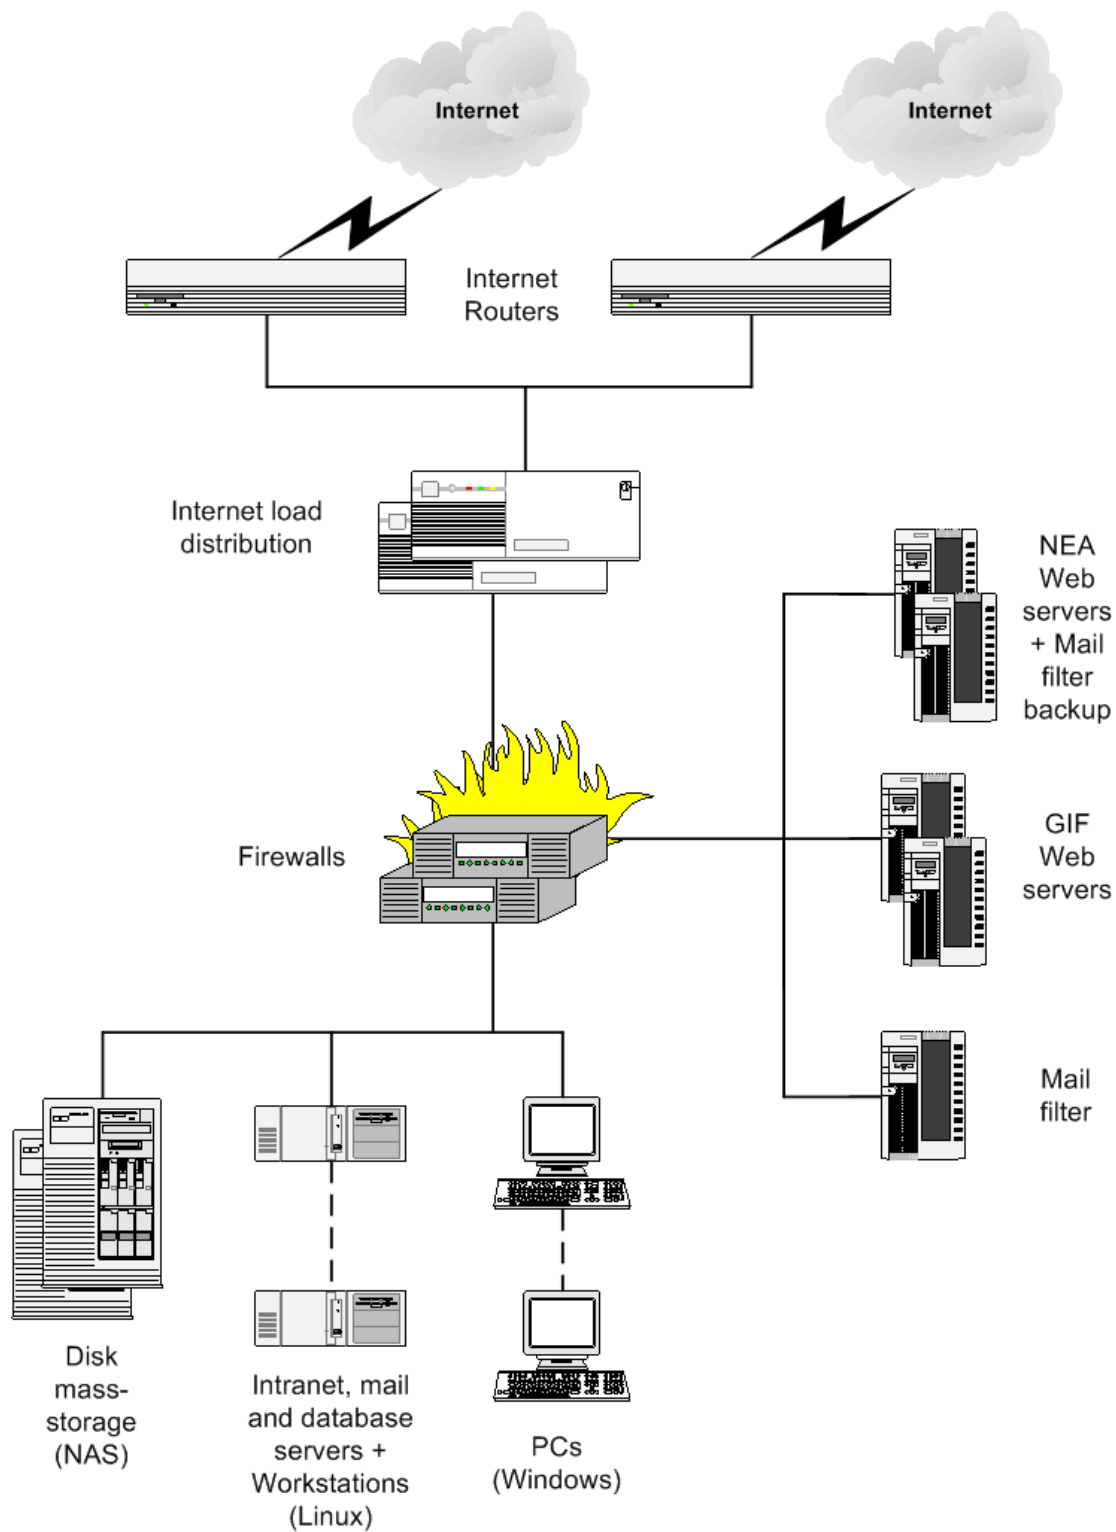 Internet
Internet
Internet
Routers
Internet load
distribution
NEA
Web
servers
+ Mail
filter
backup
Firewalls
GIF
Web
servers
Mail
filter
Disk
mass-
storage
(NAS)
Intranet, mail
and database
servers +
Workstations
(Linux)
PCs
(Windows)